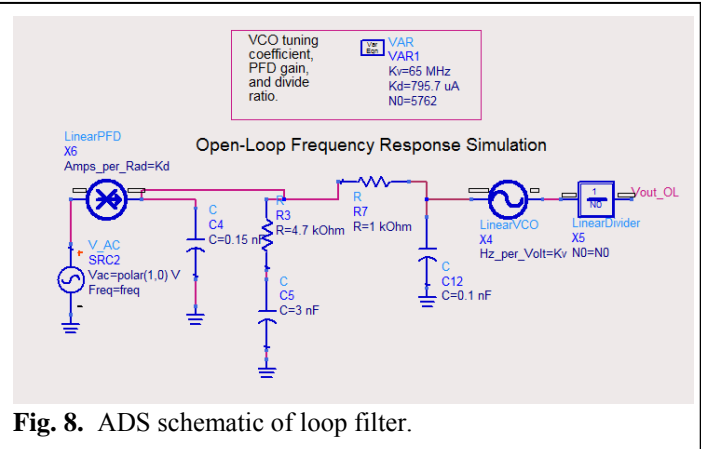 VCO tuning
coefficient,
PFD gain,
and divide
ratio.
Var
Eqn
VAR
VAR1
Kv=65 MHz
Kd=795.7 uA
N0=5762
Open-Loop Frequency Response Simulation
LinearPFD
X6
Amps_per_Rad=Kd
V_AC
SRC2
Vac=polar(1,0) V
Freq=freq
C
C4
C=0.15 nF
R
R3
R=4.7 kOhm
C
C5
C=3 nF
R
R7
R=1 kOhm
C
C12
C=0.1 nF
LinearVCO
X4
Hz_per_Volt=Kv
1
N0
LinearDivider
X5
N0=N0
Vout_OL
Fig. 8. ADS schematic of loop filter.